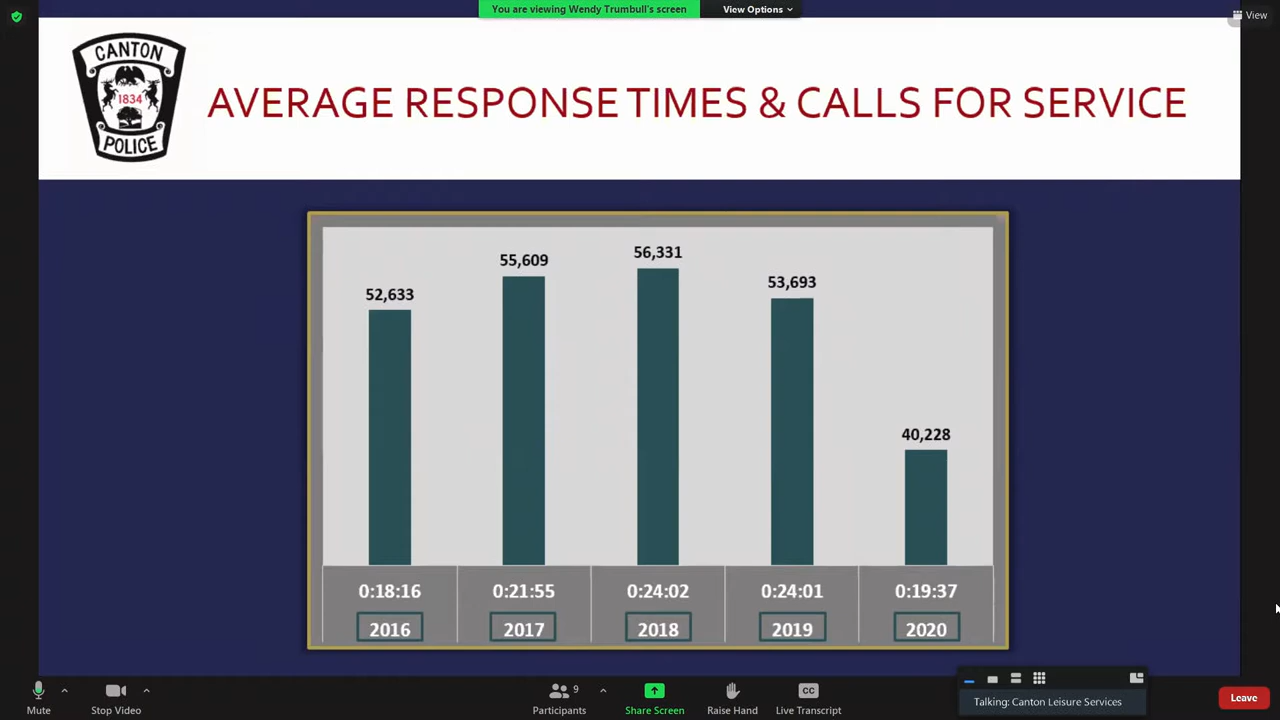 You are viewing Wendy Trumbull's screen
View Options
View
CANTON
1834
POLICE
AVERAGE RESPONSE TIMES & CALLS FOR SERVICE
52,633
55,609
56,331
53,693
40,228
0:18:16 0:21:55 0:24:02 0:24:01 0:19:37
2016 2017 2018 2019 2020
Mute
Stop Video
9
Participants
Share Screen
Raise Hand
CC
Live Transcript
Talking: Canton Leisure Services
Leave